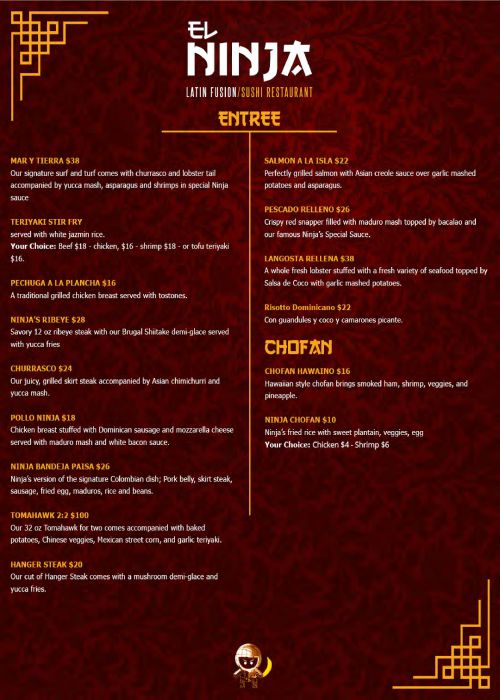 EL
NINJA
LATIN FUSION/SUSHI RESTAURANT
ENTREE
MAR Y TIERRA $38
Our signature surf and turf comes with churrasco and lobster tail
accompanied by yucca mash, asparagus and shrimps in special Ninja
sauce
TERIYAKI STIR FRY
served with white jazmin rice.
Your Choice: Beef $18 - chicken, $16 - shrimp $18 - or tofu teriyaki
$16.
PECHUGA A LA PLANCHA $16
A traditional grilled chicken breast served with tostones.
NINJA'S RIBEYE $28
Savory 12 oz ribeye steak with our Brugal Shiitake demi-glace served
with yucca fries
CHURRASCO $24
Our juicy, grilled skirt steak accompanied by Asian chimichurri and
yucca mash.
POLLO NINJA $18
Chicken breast stuffed with Dominican sausage and mozzarella cheese
served with maduro mash and white bacon sauce.
NINJA BANDEJA PAISA $26
Ninja's version of the signature Colombian dish; Pork belly, skirt steak,
sausage, fried egg, maduros, rice and beans.
TOMAHAWK 2:2 $100
Our 32 oz Tomahawk for two comes accompanied with baked
potatoes, Chinese veggies, Mexican street corn, and garlic teriyaki.
HANGER STEAK $20
Our cut of Hanger Steak comes with a mushroom demi-glace and
yucca fries.
SALMON A LA ISLA $22
Perfectly grilled salmon with Asian creole sauce over garlic mashed
potatoes and asparagus.
PESCADO RELLENO $26
Crispy red snapper filled with maduro mash topped by bacalao and
our famous Ninja's Special Sauce.
LANGOSTA RELLENA $38
A whole fresh lobster stuffed with a fresh variety of seafood topped by
Salsa de Coco with garlic mashed potatoes.
Risotto Dominicano $22
Con guandules y coco y camarones picante.
CHOFAN
CHOFAN HAWAINO $16
Hawaiian style chofan brings smoked ham, shrimp, veggies, and
pineapple.
NINJA CHOFAN $10
Ninja's fried rice with sweet plantain, veggies, egg
Your Choice: Chicken $4 - Shrimp $6